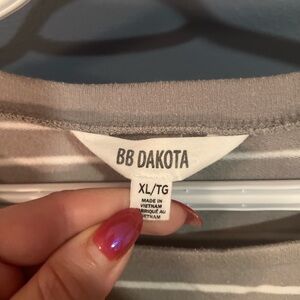 BB DAKOTA
XL/TG
MADE IN
VIETNAM